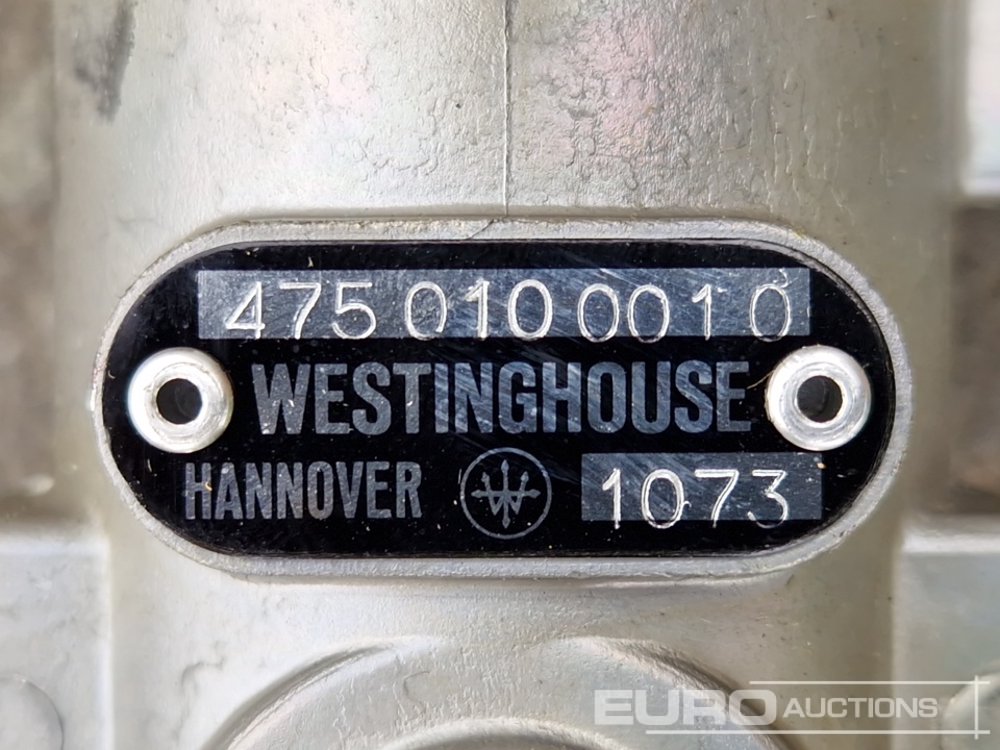 475 010 001 0
WESTINGHOUSE
HANNOVER W 1073
EURO AUCTIONS